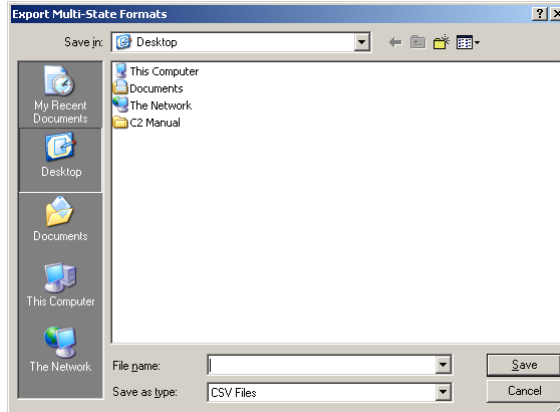 Export Multi-State Formats
Save in: Desktop
This Computer
Documents
The Network
C2 Manual
My Recent
Documents
Desktop
Documents
This Computer
The Network
File name:
Save
Save as type: CSV Files
Cancel